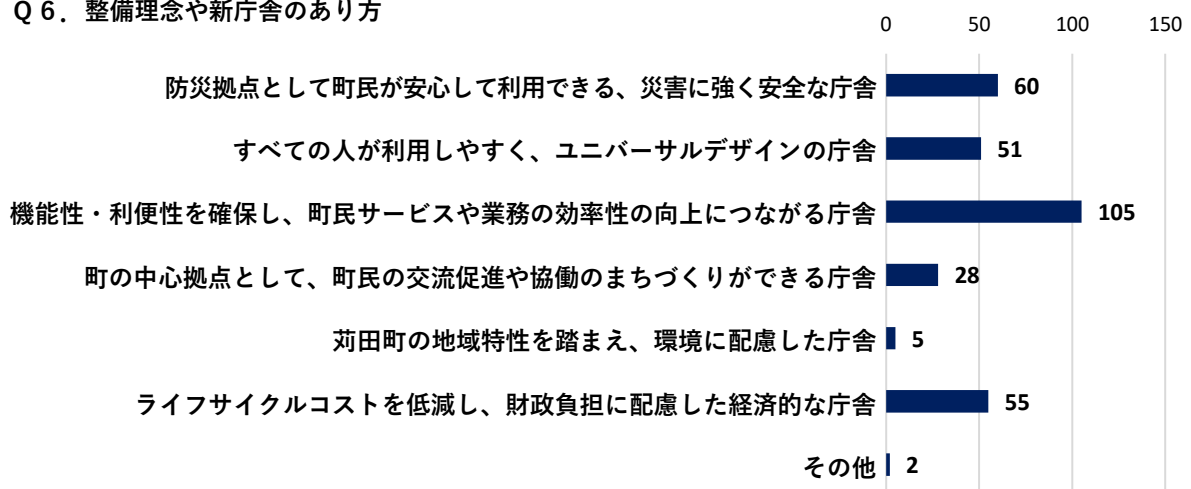 Q６．整備理念や新庁舎のあり方
0 50 100 150
防災拠点として町民が安心して利用できる、災害に強く安全な庁舎 60
すべての人が利用しやすく、ユニバーサルデザインの庁舎 51
機能性・利便性を確保し、町民サービスや業務の効率性の向上につながる庁舎 105
町の中心拠点として、町民の交流促進や協働のまちづくりができる庁舎 28
苅田町の地域特性を踏まえ、環境に配慮した庁舎 5
ライフサイクルコストを低減し、財政負担に配慮した経済的な庁舎 55
その他 2